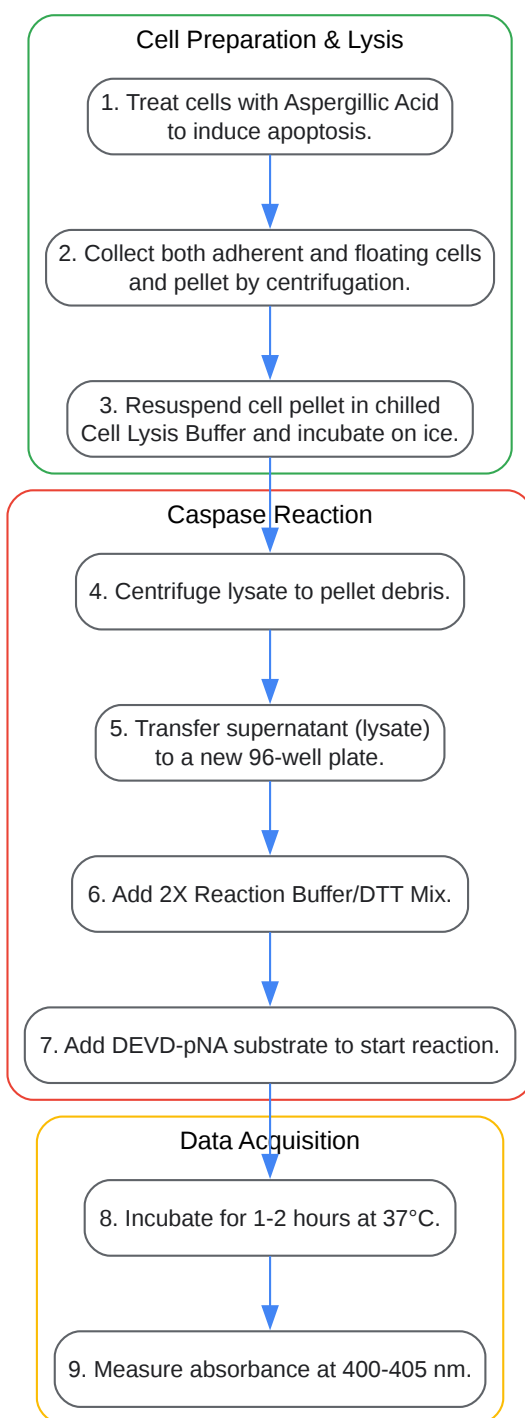 Cell Preparation & Lysis
1. Treat cells with Aspergillic Acid
to induce apoptosis.
2. Collect both adherent and floating cells
and pellet by centrifugation.
3. Resuspend cell pellet in chilled
Cell Lysis Buffer and incubate on ice.
Caspase Reaction
4. Centrifuge lysate to pellet debris.
5. Transfer supernatant (lysate)
to a new 96-well plate.
6. Add 2X Reaction Buffer/DTT Mix.
7. Add DEVD-pNA substrate to start reaction.
Data Acquisition
8. Incubate for 1-2 hours at 37°C.
9. Measure absorbance at 400-405 nm.